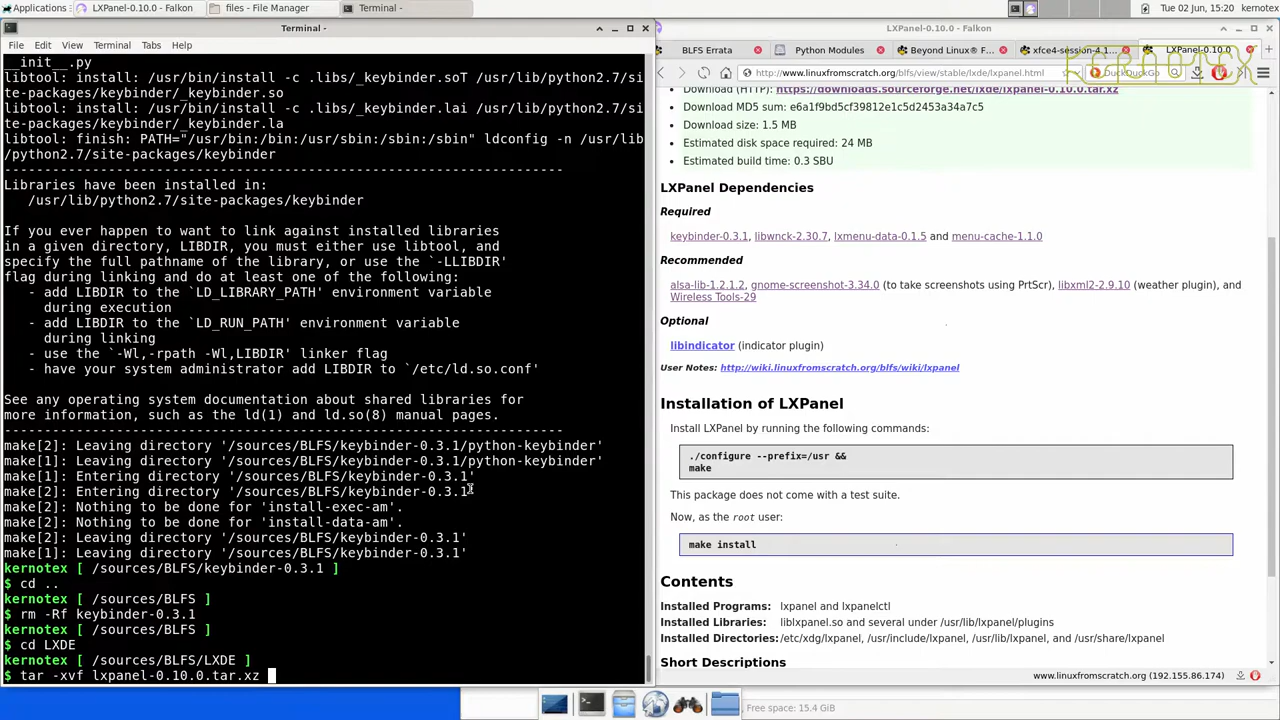 Applications
LXPanel-0.10.0 - Falkon
files - File Manager
Terminal -
Tue 02 Jun, 15:20
kernotex
Terminal -
File Edit View Terminal Tabs Help
__init__.py
libtool: install: /usr/bin/install -c .libs/_keybinder.soT /usr/lib/python2.7/si
te-packages/keybinder/_keybinder.so
libtool: install: /usr/bin/install -c .libs/_keybinder.lai /usr/lib/python2.7/si
te-packages/keybinder/_keybinder.la
libtool: finish: PATH="/usr/bin:/bin:/usr/sbin:/sbin:/sbin" ldconfig -n /usr/lib
/python2.7/site-packages/keybinder
----------------------------------------------------------------------
Libraries have been installed in:
/usr/lib/python2.7/site-packages/keybinder
If you ever happen to want to link against installed libraries
in a given directory, LIBDIR, you must either use libtool, and
specify the full pathname of the library, or use the `-LLIBDIR'
flag during linking and do at least one of the following:
- add LIBDIR to the `LD_LIBRARY_PATH' environment variable
during execution
- add LIBDIR to the `LD_RUN_PATH' environment variable
during linking
- use the `-Wl,-rpath -Wl,LIBDIR' linker flag
- have your system administrator add LIBDIR to `/etc/ld.so.conf'
See any operating system documentation about shared libraries for
more information, such as the ld(1) and ld.so(8) manual pages.
----------------------------------------------------------------------
make[2]: Leaving directory '/sources/BLFS/keybinder-0.3.1/python-keybinder'
make[1]: Leaving directory '/sources/BLFS/keybinder-0.3.1/python-keybinder'
make[1]: Entering directory '/sources/BLFS/keybinder-0.3.1'
make[2]: Entering directory '/sources/BLFS/keybinder-0.3.1'
make[2]: Nothing to be done for 'install-exec-am'.
make[2]: Nothing to be done for 'install-data-am'.
make[2]: Leaving directory '/sources/BLFS/keybinder-0.3.1'
make[1]: Leaving directory '/sources/BLFS/keybinder-0.3.1'
kernotex [ /sources/BLFS/keybinder-0.3.1 ]
$ cd ..
kernotex [ /sources/BLFS ]
$ rm -Rf keybinder-0.3.1
kernotex [ /sources/BLFS ]
$ cd LXDE
kernotex [ /sources/BLFS/LXDE ]
$ tar -xvf lxpanel-0.10.0.tar.xz
LXPanel-0.10.0 - Falkon
BLFS Errata
Python Modules
Beyond Linux® F...
xfce4-session-4.1...
LXPanel-0.10.0
http://www.linuxfromscratch.org/blfs/view/stable/lxde/lxpanel.html
DuckDuckGo
KERNOTEX
Download (HTTP): https://downloads.sourceforge.net/lxde/lxpanel-0.10.0.tar.xz
Download MD5 sum: e6a1f9bd5cf39812e1c5d2453a34a7c5
Download size: 1.5 MB
Estimated disk space required: 24 MB
Estimated build time: 0.3 SBU
LXPanel Dependencies
Required
keybinder-0.3.1, libwnck-2.30.7, lxmenu-data-0.1.5 and menu-cache-1.1.0
Recommended
alsa-lib-1.2.1.2, gnome-screenshot-3.34.0 (to take screenshots using PrtScr), libxml2-2.9.10 (weather plugin), and
Wireless Tools-29
Optional
libindicator (indicator plugin)
User Notes: http://wiki.linuxfromscratch.org/blfs/wiki/lxpanel
Installation of LXPanel
Install LXPanel by running the following commands:
./configure --prefix=/usr &&
make
This package does not come with a test suite.
Now, as the root user:
make install
Contents
Installed Programs: lxpanel and lxpanelctl
Installed Libraries: liblxpanel.so and several under /usr/lib/lxpanel/plugins
Installed Directories: /etc/xdg/lxpanel, /usr/include/lxpanel, /usr/lib/lxpanel, and /usr/share/lxpanel
Short Descriptions
www.linuxfromscratch.org (192.155.86.174)
Free space: 15.4 GiB